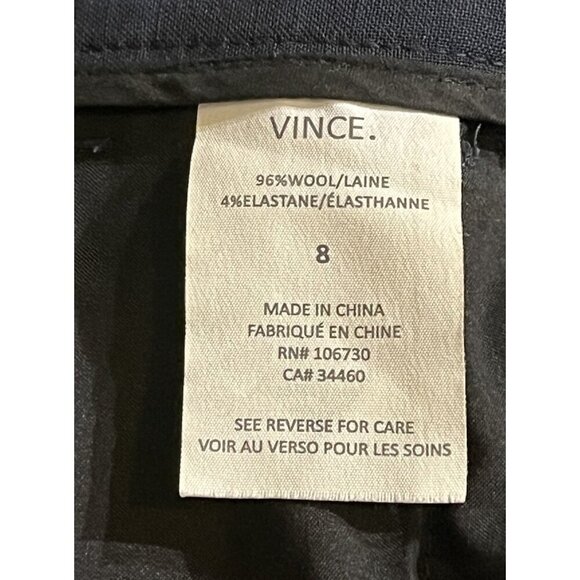 VINCE.
96%WOOL/LAINE
4%ELASTANE/ÉLASTHANNE
8
MADE IN CHINA
FABRIQUÉ EN CHINE
RN# 106730
CA# 34460
SEE REVERSE FOR CARE
VOIR AU VERSO POUR LES SOINS